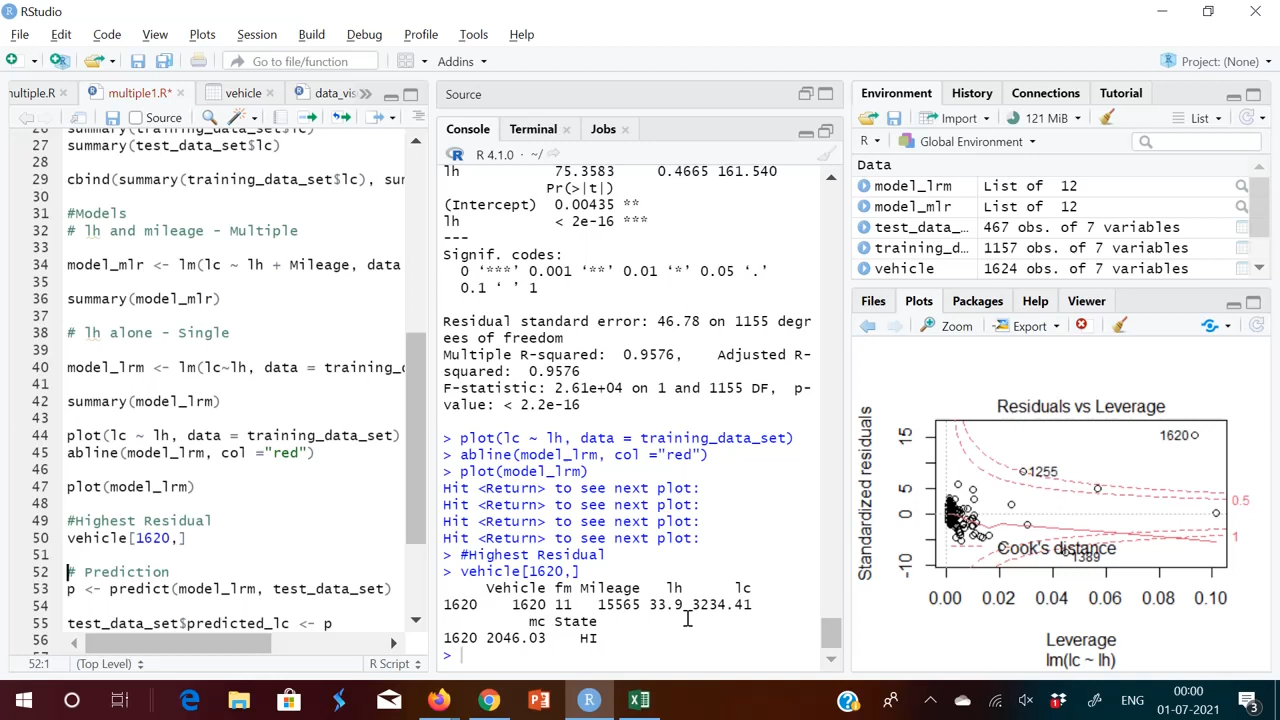 RStudio
File Edit Code View Plots Session Build Debug Profile Tools Help
Go to file/function Addins Project: (None)
multiple.R multiple1.R* vehicle data_vis
Source
26 summary(training_data_set$lc)
27 summary(test_data_set$lc)
28
29 cbind(summary(training_data_set$lc), sur
30
31 #Models
32 # lh and mileage - Multiple
33
34 model_mlr <- lm(lc ~ lh + Mileage, data
35
36 summary(model_mlr)
37
38 # lh alone - Single
39
40 model_lrm <- lm(lc~lh, data = training_c
41
42 summary(model_lrm)
43
44 plot(lc ~ lh, data = training_data_set)
45 abline(model_lrm, col ="red")
46
47 plot(model_lrm)
48
49 #Highest Residual
50 vehicle[1620,]
51
52 # Prediction
53 p <- predict(model_lrm, test_data_set)
54
55 test_data_set$predicted_lc <- p
56
52:1 (Top Level) R Script
Source
Console Terminal Jobs
R 4.1.0 · ~/
lh 75.3583 0.4665 161.540
Pr(>|t|)
(Intercept) 0.00435 **
lh < 2e-16 ***
---
Signif. codes:
0 ‘***’ 0.001 ‘**’ 0.01 ‘*’ 0.05 ‘.’
0.1 ‘ ’ 1
Residual standard error: 46.78 on 1155 degr
ees of freedom
Multiple R-squared: 0.9576, Adjusted R-
squared: 0.9576
F-statistic: 2.61e+04 on 1 and 1155 DF, p-
value: < 2.2e-16
> plot(lc ~ lh, data = training_data_set)
> abline(model_lrm, col ="red")
> plot(model_lrm)
Hit <Return> to see next plot:
Hit <Return> to see next plot:
Hit <Return> to see next plot:
Hit <Return> to see next plot:
> #Highest Residual
> vehicle[1620,]
Vehicle fm Mileage lh lc
1620 1620 11 15565 33.9 3234.41
mc State
1620 2046.03 HI
>
Environment History Connections Tutorial
Import 121 MiB List
R Global Environment
Data
model_lrm List of 12
model_mlr List of 12
test_data_… 467 obs. of 7 variables
training_d… 1157 obs. of 7 variables
vehicle 1624 obs. of 7 variables
Files Plots Packages Help Viewer
Zoom Export
Residuals vs Leverage
Standardized residuals
15
5
0
-10
1620
1255
1389
0.5
1
Cook's distance
0.00 0.02 0.04 0.06 0.08 0.10
Leverage
lm(lc ~ lh)
ENG
00:00
01-07-2021
3